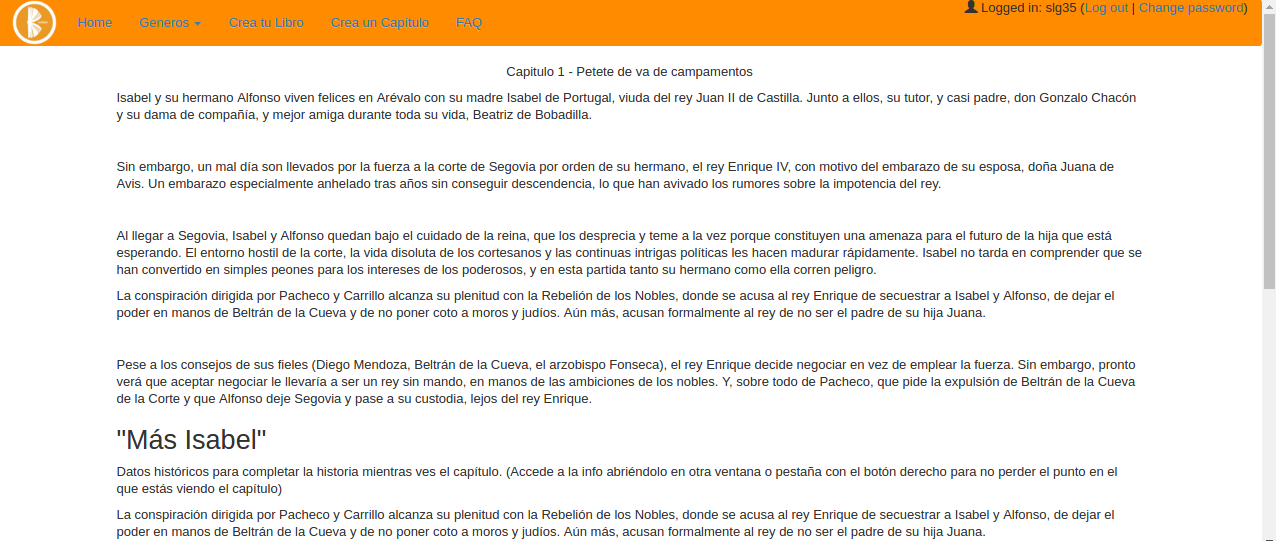 Home Generos Crea tu Libro Crea un Capítulo FAQ Logged in: slg35 (Log out | Change password)
Capitulo 1 - Petete de va de campamentos
Isabel y su hermano Alfonso viven felices en Arévalo con su madre Isabel de Portugal, viuda del rey Juan II de Castilla. Junto a ellos, su tutor, y casi padre, don Gonzalo Chacón
y su dama de compañía, y mejor amiga durante toda su vida, Beatriz de Bobadilla.
Sin embargo, un mal día son llevados por la fuerza a la corte de Segovia por orden de su hermano, el rey Enrique IV, con motivo del embarazo de su esposa, doña Juana de
Avis. Un embarazo especialmente anhelado tras años sin conseguir descendencia, lo que han avivado los rumores sobre la impotencia del rey.
Al llegar a Segovia, Isabel y Alfonso quedan bajo el cuidado de la reina, que los desprecia y teme a la vez porque constituyen una amenaza para el futuro de la hija que está
esperando. El entorno hostil de la corte, la vida disoluta de los cortesanos y las continuas intrigas políticas les hacen madurar rápidamente. Isabel no tarda en comprender que se
han convertido en simples peones para los intereses de los poderosos, y en esta partida tanto su hermano como ella corren peligro.
La conspiración dirigida por Pacheco y Carrillo alcanza su plenitud con la Rebelión de los Nobles, donde se acusa al rey Enrique de secuestrar a Isabel y Alfonso, de dejar el
poder en manos de Beltrán de la Cueva y de no poner coto a moros y judíos. Aún más, acusan formalmente al rey de no ser el padre de su hija Juana.
Pese a los consejos de sus fieles (Diego Mendoza, Beltrán de la Cueva, el arzobispo Fonseca), el rey Enrique decide negociar en vez de emplear la fuerza. Sin embargo, pronto
verá que aceptar negociar le llevaría a ser un rey sin mando, en manos de las ambiciones de los nobles. Y, sobre todo de Pacheco, que pide la expulsión de Beltrán de la Cueva
de la Corte y que Alfonso deje Segovia y pase a su custodia, lejos del rey Enrique.
"Más Isabel"
Datos históricos para completar la historia mientras ves el capítulo. (Accede a la info abriéndolo en otra ventana o pestaña con el botón derecho para no perder el punto en el
que estás viendo el capítulo)
La conspiración dirigida por Pacheco y Carrillo alcanza su plenitud con la Rebelión de los Nobles, donde se acusa al rey Enrique de secuestrar a Isabel y Alfonso, de dejar el
poder en manos de Beltrán de la Cueva y de no poner coto a moros y judíos. Aún más, acusan formalmente al rey de no ser el padre de su hija Juana.